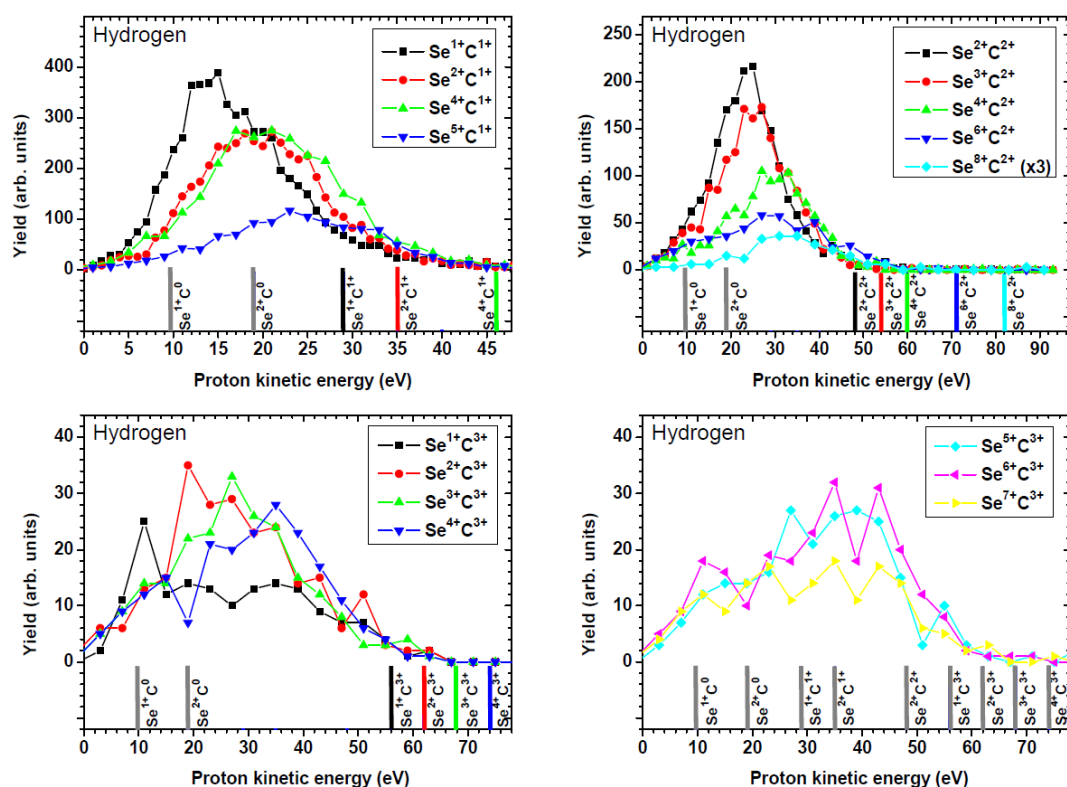 Hydrogen
Se¹⁺C¹⁺
Se²⁺C¹⁺
Se⁴⁺C¹⁺
Se⁵⁺C¹⁺
Yield (arb. units)
400
300
200
100
0
Se¹⁺C⁰
Se²⁺C⁰
Se¹⁺C¹⁺
Se²⁺C¹⁺
Se⁴⁺C¹⁺
0 5 10 15 20 25 30 35 40 45
Proton kinetic energy (eV)
Hydrogen
Se²⁺C²⁺
Se³⁺C²⁺
Se⁴⁺C²⁺
Se⁶⁺C²⁺
Se⁸⁺C²⁺ (x3)
Yield (arb. units)
250
200
150
100
50
0
Se¹⁺C⁰
Se²⁺C⁰
Se²⁺C²⁺
Se³⁺C²⁺
Se⁴⁺C²⁺
Se⁶⁺C²⁺
Se⁸⁺C²⁺
0 10 20 30 40 50 60 70 80 90
Proton kinetic energy (eV)
Hydrogen
Se¹⁺C³⁺
Se²⁺C³⁺
Se³⁺C³⁺
Se⁴⁺C³⁺
Yield (arb. units)
40
30
20
10
0
Se¹⁺C⁰
Se²⁺C⁰
Se¹⁺C³⁺
Se²⁺C³⁺
Se³⁺C³⁺
Se⁴⁺C³⁺
0 10 20 30 40 50 60 70
Proton kinetic energy (eV)
Hydrogen
Se⁵⁺C³⁺
Se⁶⁺C³⁺
Se⁷⁺C³⁺
Yield (arb. units)
40
30
20
10
0
Se¹⁺C⁰
Se²⁺C⁰
Se¹⁺C¹⁺
Se²⁺C¹⁺
Se²⁺C²⁺
Se¹⁺C³⁺
Se²⁺C³⁺
Se³⁺C³⁺
Se⁴⁺C³⁺
0 10 20 30 40 50 60 70
Proton kinetic energy (eV)